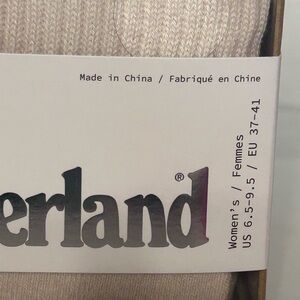 Made in China / Fabriqué en Chine
erland®
Women's / Femmes
US 6.5-9.5 / EU 37-41